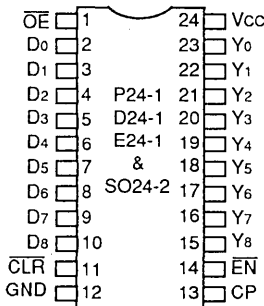 OE 1 24 Vcc
D0 2 23 Y0
D1 3 22 Y1
D2 4 P24-1 21 Y2
D3 5 D24-1 20 Y3
D4 6 E24-1 19 Y4
D5 7 & 18 Y5
D6 8 SO24-2 17 Y6
D7 9 16 Y7
D8 10 15 Y8
CLR 11 14 EN
GND 12 13 CP